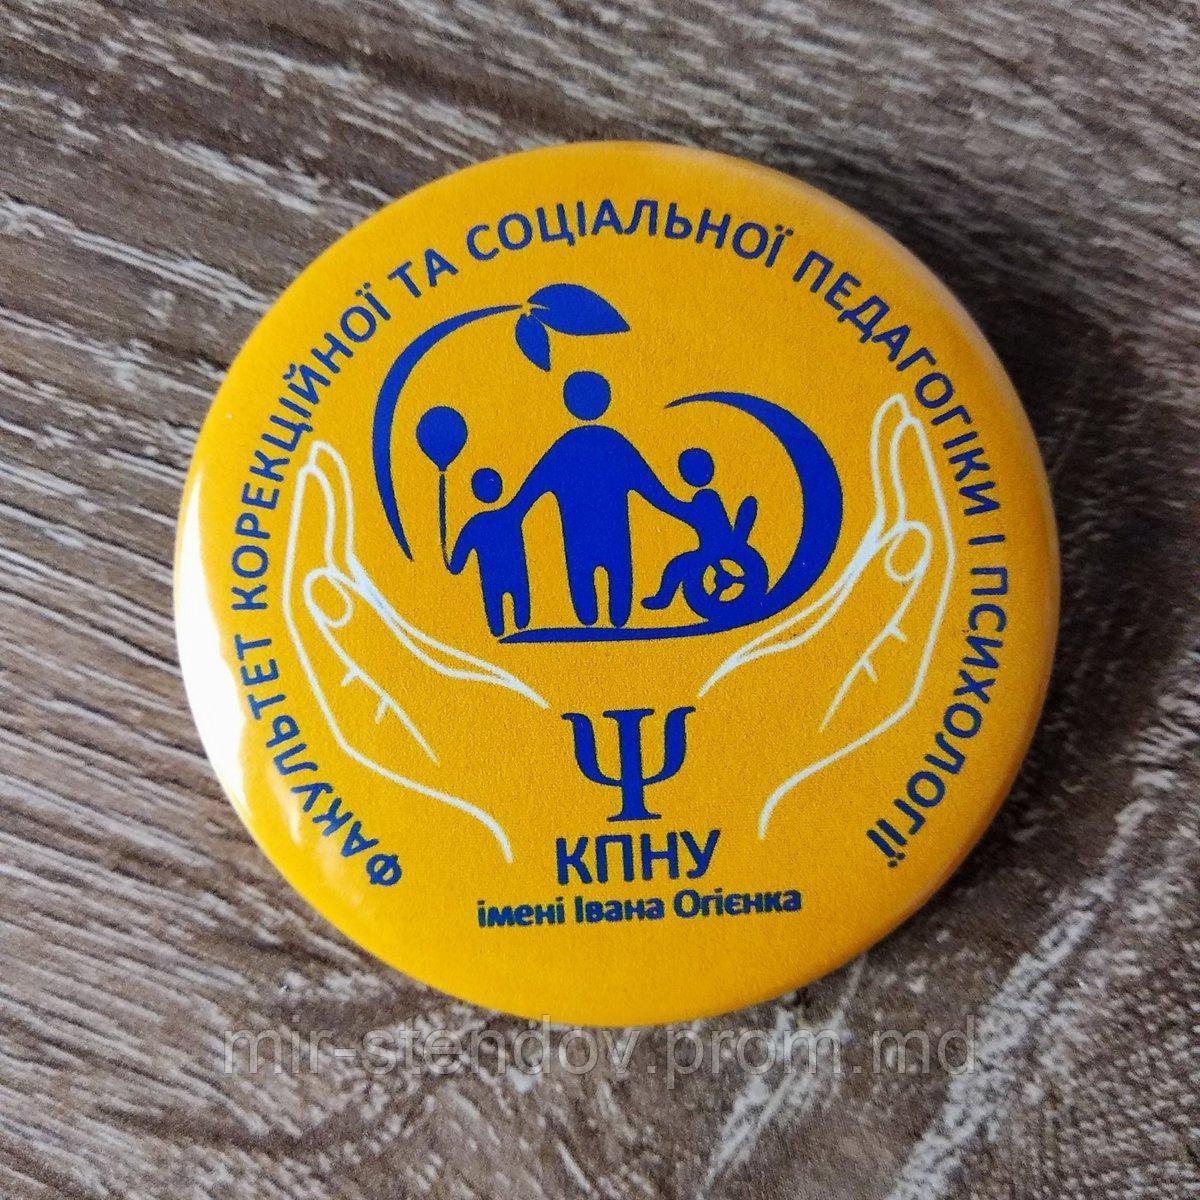 ФАКУЛЬТЕТ КОРЕКЦІЙНОЇ ТА СОЦІАЛЬНОЇ ПЕДАГОГІКИ І ПСИХОЛОГІЇ
Ψ
КПНУ
імені Івана Огієнка
mir-stendov.prom.md